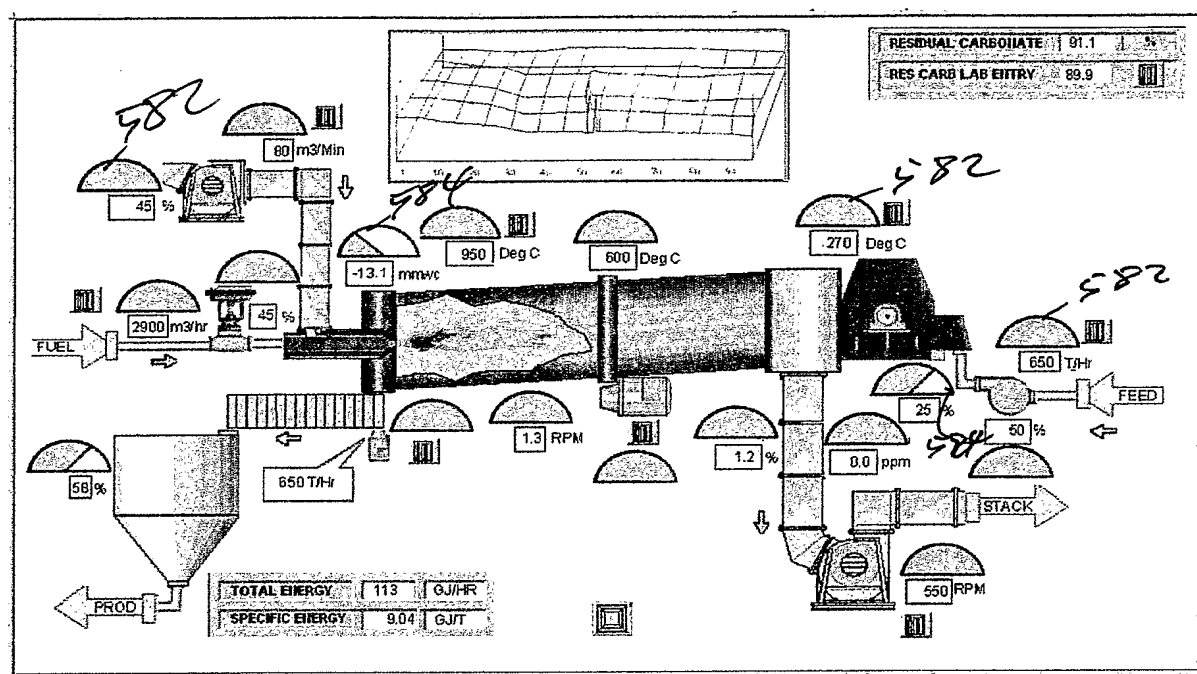 RESIDUAL CARBONATE 91.1 %
RES CARB LAB ENTRY 89.9
582
80 m3/Min
45 %
584
582
950 Deg C
600 Deg C
270 Deg C
-13.1 mmwc
582
2900 m3/hr
45 %
FUEL
650 T/Hr
FEED
25 %
584
50 %
1.3 RPM
1.2 %
0.0 ppm
56 %
650 T/Hr
STACK
550 RPM
PROD
TOTAL ENERGY 113 GJ/HR
SPECIFIC ENERGY 9.04 GJ/T